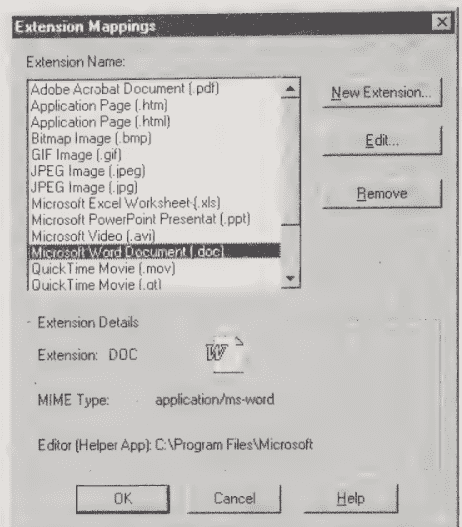 Extension Mappings
Extension Name:
Adobe Acrobat Document (.pdf)
Application Page (.htm)
Application Page (.html)
Bitmap Image (.bmp)
GIF Image (.gif)
JPEG Image (.jpeg)
JPEG Image (.jpg)
Microsoft Excel Worksheet (.xls)
Microsoft PowerPoint Presentat (.ppt)
Microsoft Video (.avi)
Microsoft Word Document (.doc)
QuickTime Movie (.mov)
QuickTime Movie (.qt)
New Extension...
Edit...
Remove
Extension Details
Extension: DOC
W
MIME Type: application/ms-word
Editor (Helper App): C:\Program Files\Microsoft
OK Cancel Help